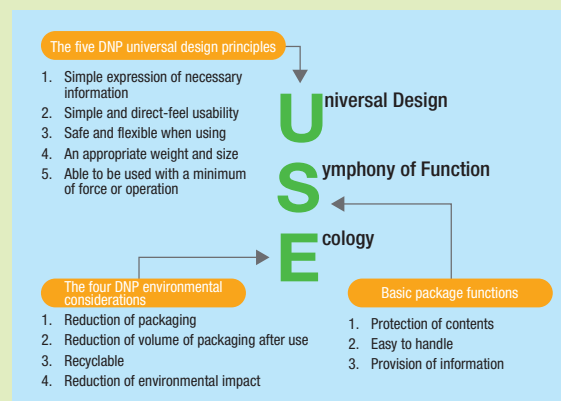 The five DNP universal design principles
1. Simple expression of necessary
information
2. Simple and direct-feel usability
3. Safe and flexible when using
4. An appropriate weight and size
5. Able to be used with a minimum
of force or operation
Universal Design
Symphony of Function
Ecology
The four DNP environmental
considerations
1. Reduction of packaging
2. Reduction of volume of packaging after use
3. Recyclable
4. Reduction of environmental impact
Basic package functions
1. Protection of contents
2. Easy to handle
3. Provision of information